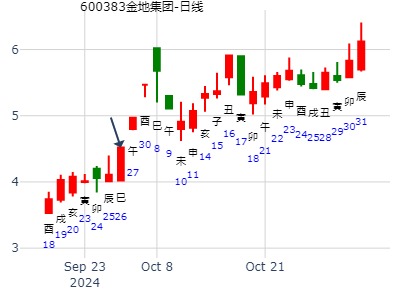 600383金地集团-日线
6
5
4
3
酉 戌 亥 寅 卯 辰 巳 午 酉 巳 午 未 申 亥 子 丑 寅 卯 午 未 申 酉 戌 丑 寅 卯 辰
18 19 20 23 24 25 26 27 30 8 9 10 11 14 15 16 17 18 21 22 23 24 25 28 29 30 31
Sep 23 Oct 8 Oct 21
2024